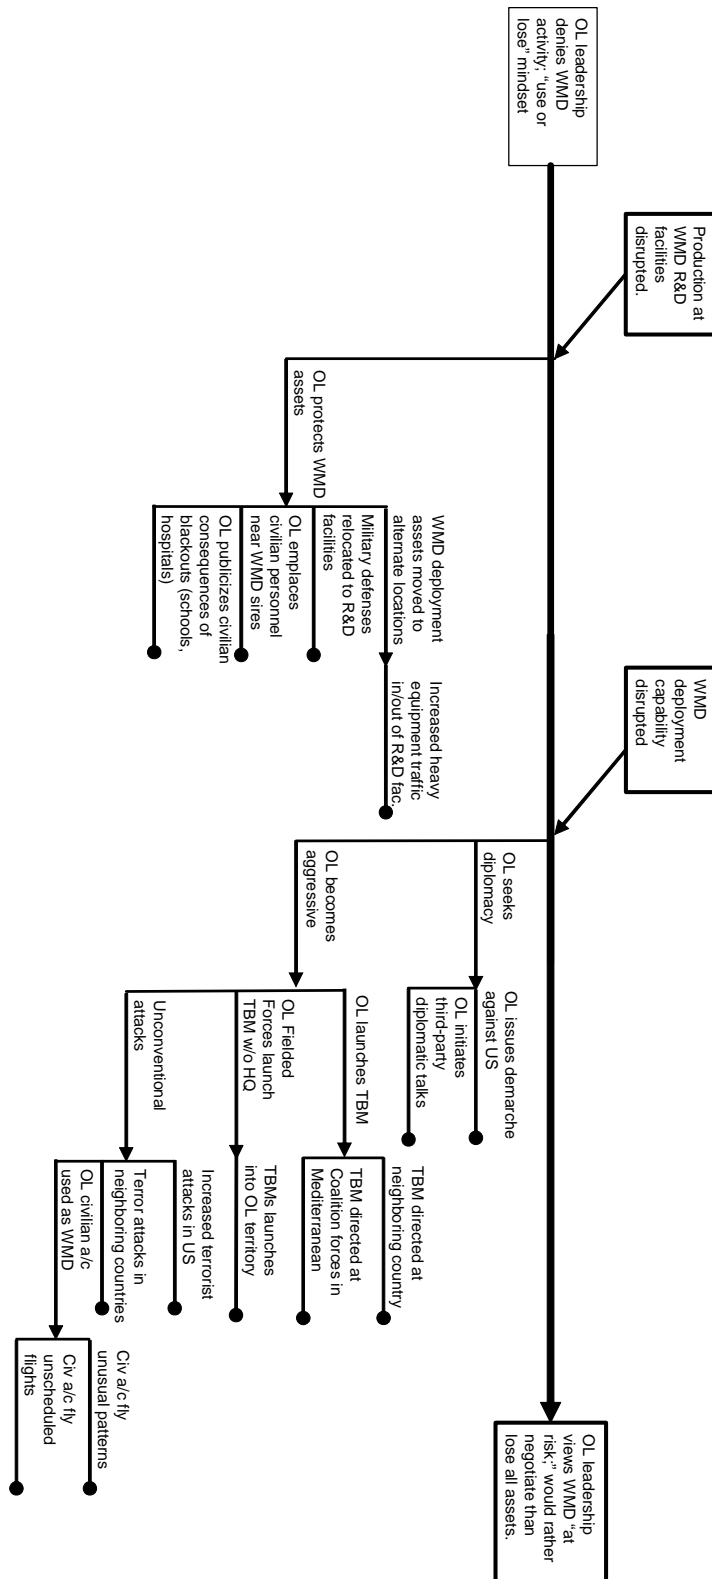 OL leadership
denies WMD
activity; “use or
lose” mindset
Production at
WMD R&D
facilities
disrupted.
WMD
deployment
capability
disrupted
OL leadership
views WMD “at
risk;” would rather
negotiate than
lose all assets.
OL protects WMD
assets
WMD deployment
assets moved to
alternate locations
Increased heavy
equipment traffic
in/out of R&D fac.
Military defenses
relocated to R&D
facilities
OL emplaces
civilian personnel
near WMD sires
OL publicizes civilian
consequences of
blackouts (schools,
hospitals)
OL seeks
diplomacy
OL issues demarche
against US
OL initiates
third-party
diplomatic talks
OL becomes
aggressive
OL launches TBM
TBM directed at
neighboring country
TBM directed at
Coalition forces in
Mediterranean
OL Fielded
Forces launch
TBM w/o HQ
TBMs launches
into OL territory
Unconventional
attacks
Increased terrorist
attacks in US
Terror attacks in
neighboring countries
OL civilian a/c
used as WMD
Civ a/c fly
unusual patterns
Civ a/c fly
unscheduled
flights